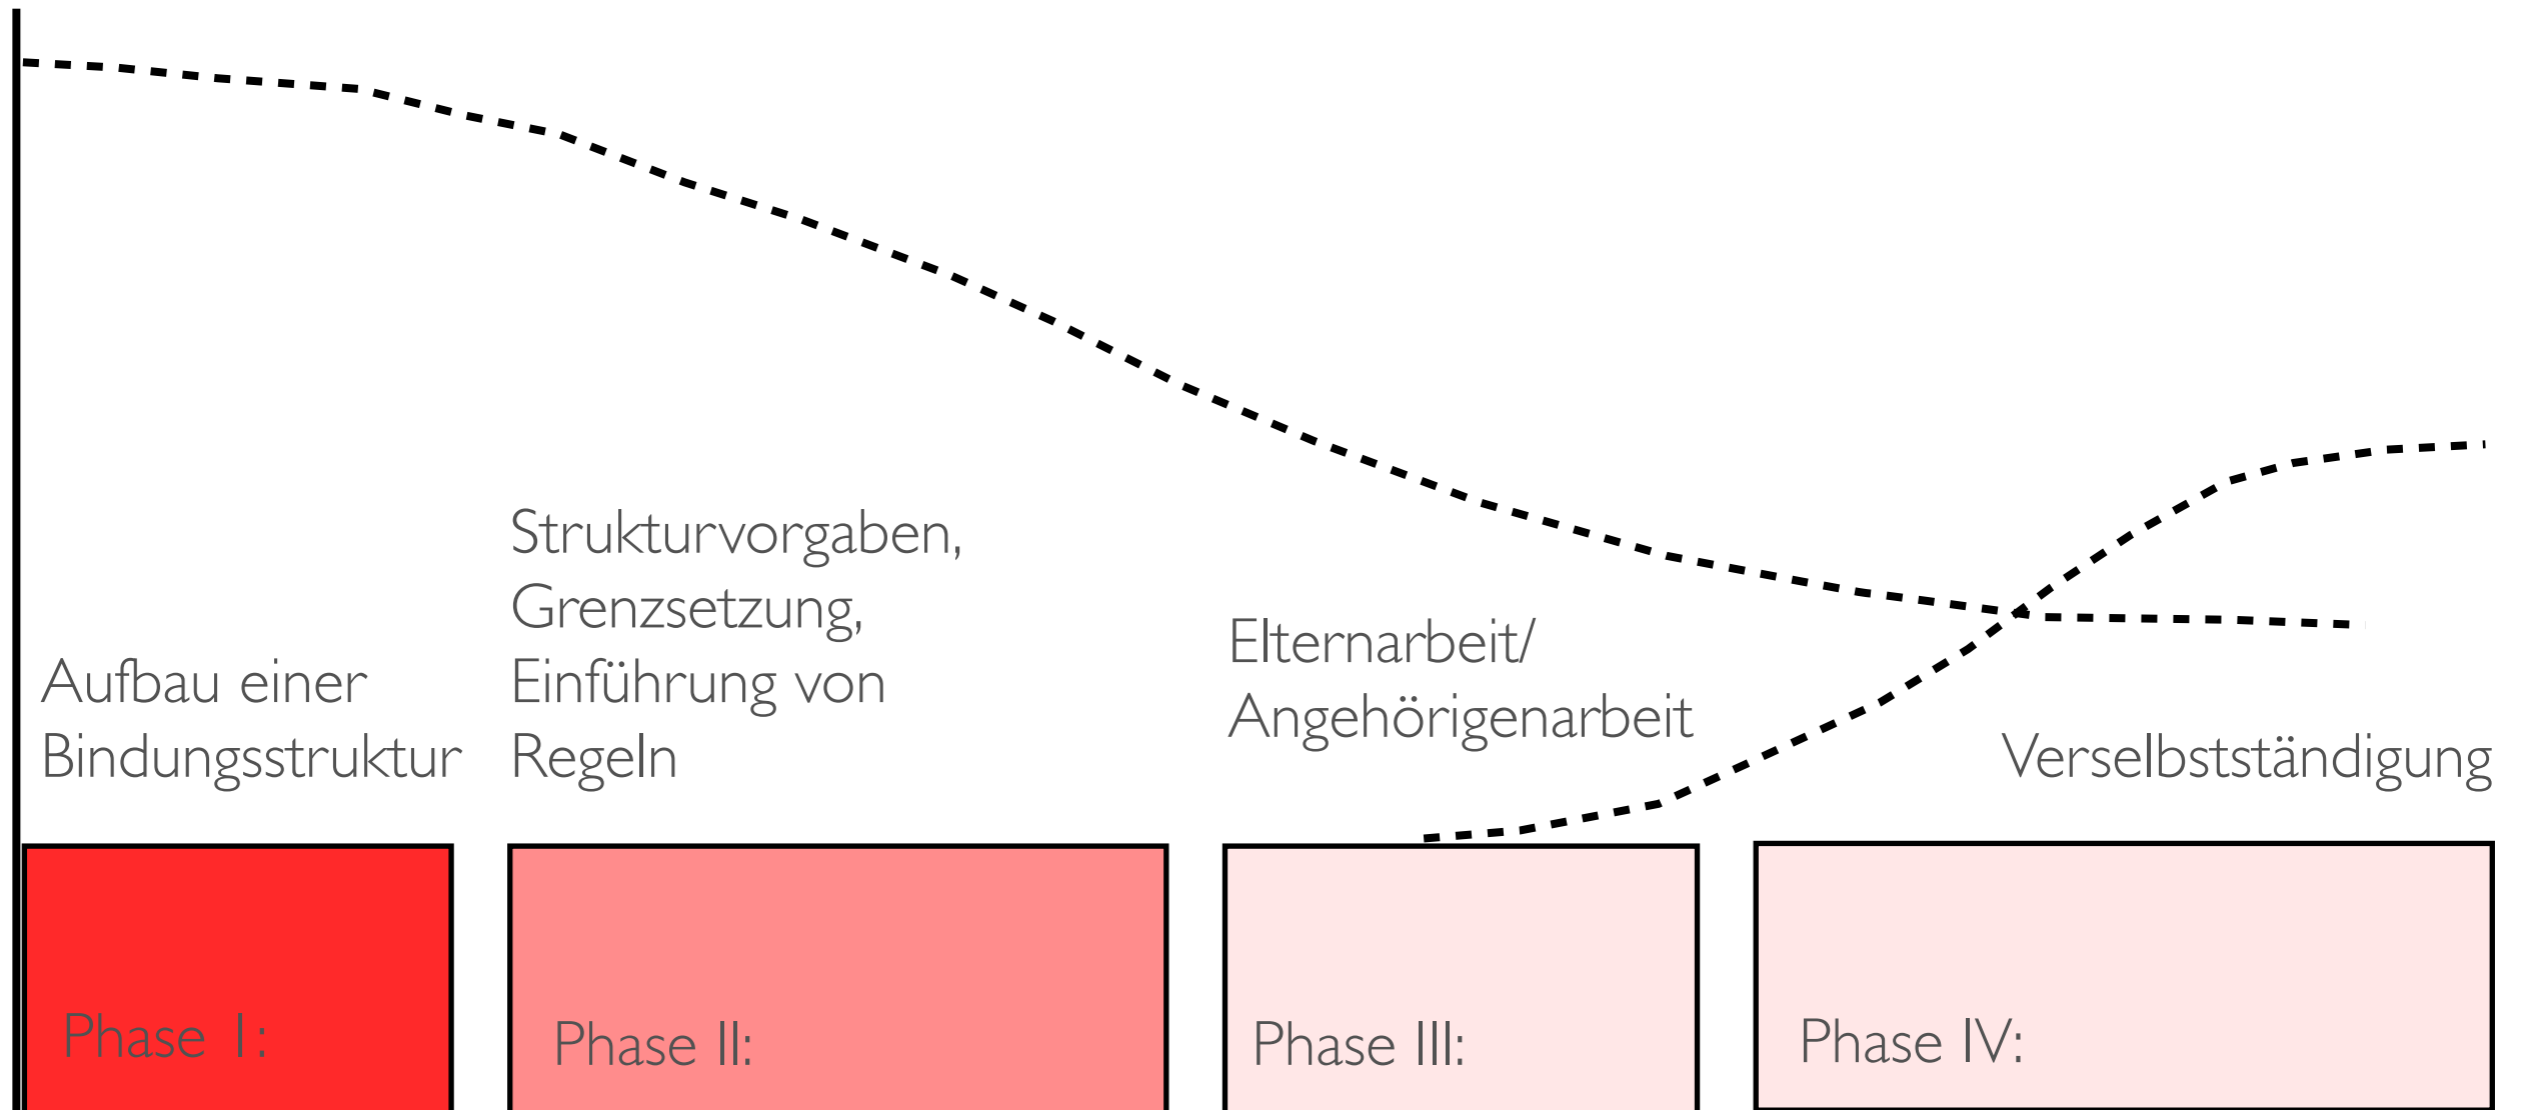 Aufbau einer
Bindungsstruktur
Strukturvorgaben,
Grenzsetzung,
Einführung von
Regeln
Elternarbeit/
Angehörigenarbeit
Verselbstständigung
Phase I:
Phase II:
Phase III:
Phase IV: